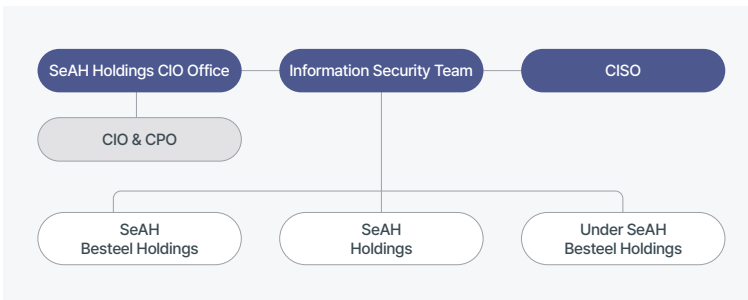 SeAH Holdings CIO Office
Information Security Team
CISO
CIO & CPO
SeAH
Besteel Holdings
SeAH
Holdings
Under SeAH
Besteel Holdings